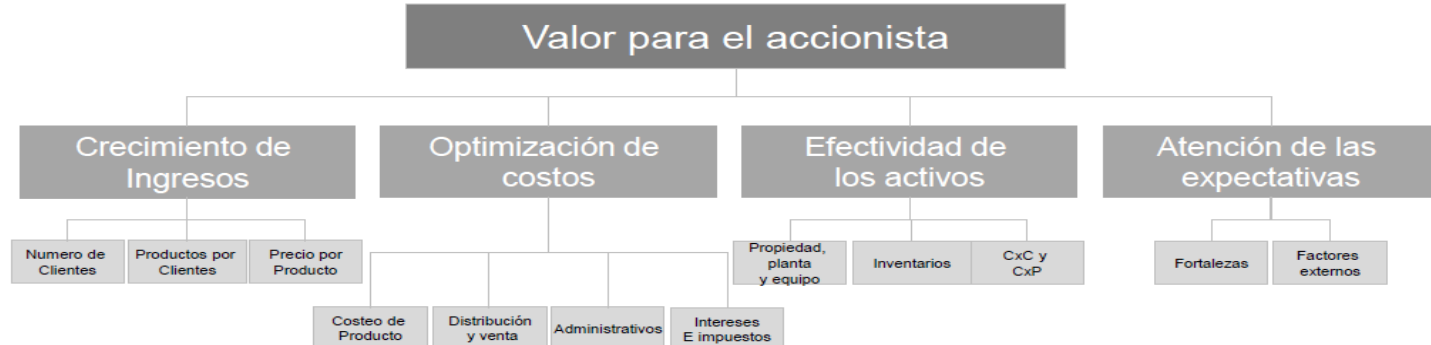 Valor para el accionista
Crecimiento de
Ingresos
Optimización de
costos
Efectividad de
los activos
Atención de las
expectativas
Numero de
Clientes
Productos por
Clientes
Precio por
Producto
Costeo de
Producto
Distribución
y venta
Administrativos
Intereses
E impuestos
Propiedad,
planta
y equipo
Inventarios
CxC y
CxP
Fortalezas
Factores
externos